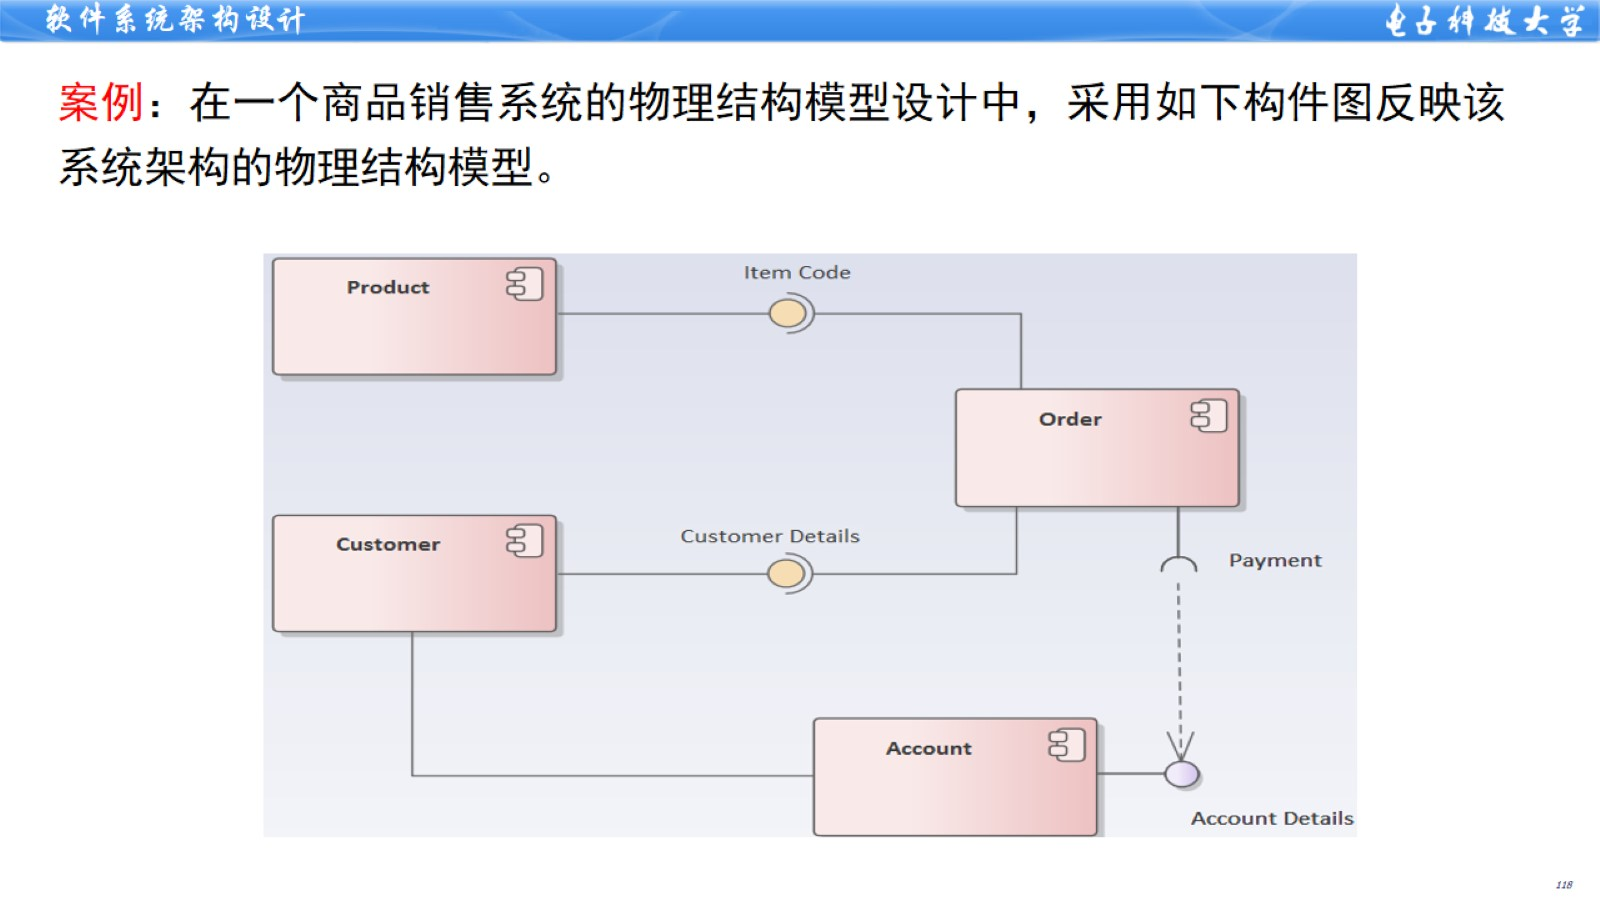 软件系统架构设计
电子科技大学
案例：在一个商品销售系统的物理结构模型设计中，采用如下构件图反映该
系统架构的物理结构模型。
Item Code
Product
Order
Customer Details
Customer
Payment
Account
Account Details
118